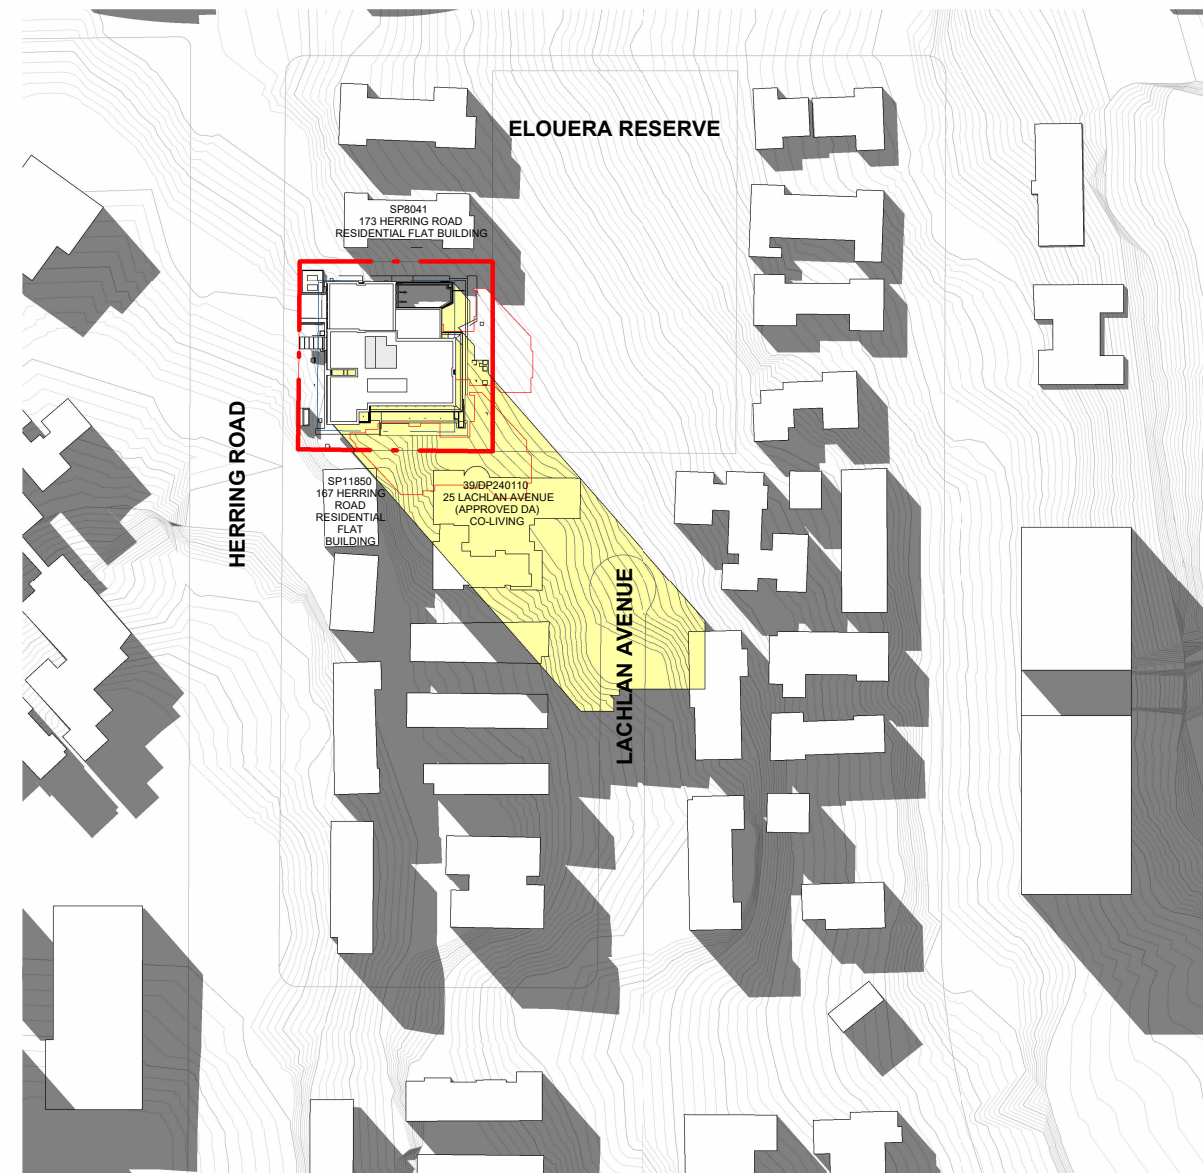 ELOUERA RESERVE
SP8041
173 HERRING ROAD
RESIDENTIAL FLAT BUILDING
HERRING ROAD
SP11850
167 HERRING
ROAD
RESIDENTIAL
FLAT
BUILDING
39/DP240110
25 LACHLAN AVENUE
(APPROVED DA)
CO-LIVING
LACHLAN AVENUE